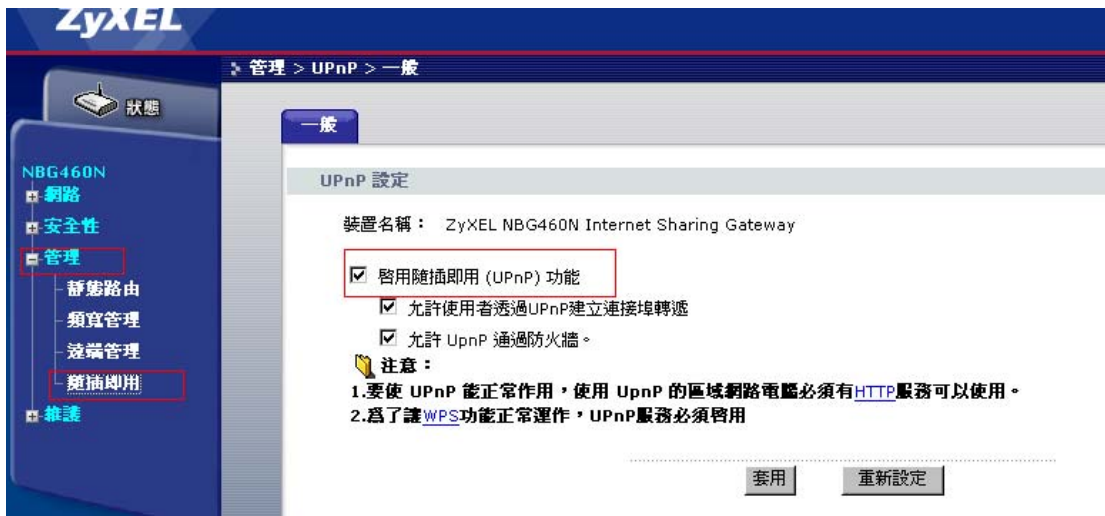 ZyXEL
管理 > UPnP > 一般
狀態
一般
NBG460N
網路
安全性
管理
靜態路由
頻寬管理
遠端管理
隨插即用
維護
UPnP 設定
裝置名稱： ZyXEL NBG460N Internet Sharing Gateway
啓用隨插即用 (UPnP) 功能
允許使用者透過UPnP建立連接埠轉遞
允許 UpnP 通過防火牆。
注意：
1.要使 UPnP 能正常作用，使用 UpnP 的區域網路電腦必須有HTTP服務可以使用。
2.爲了讓WPS功能正常運作，UPnP服務必須啓用
套用
重新設定